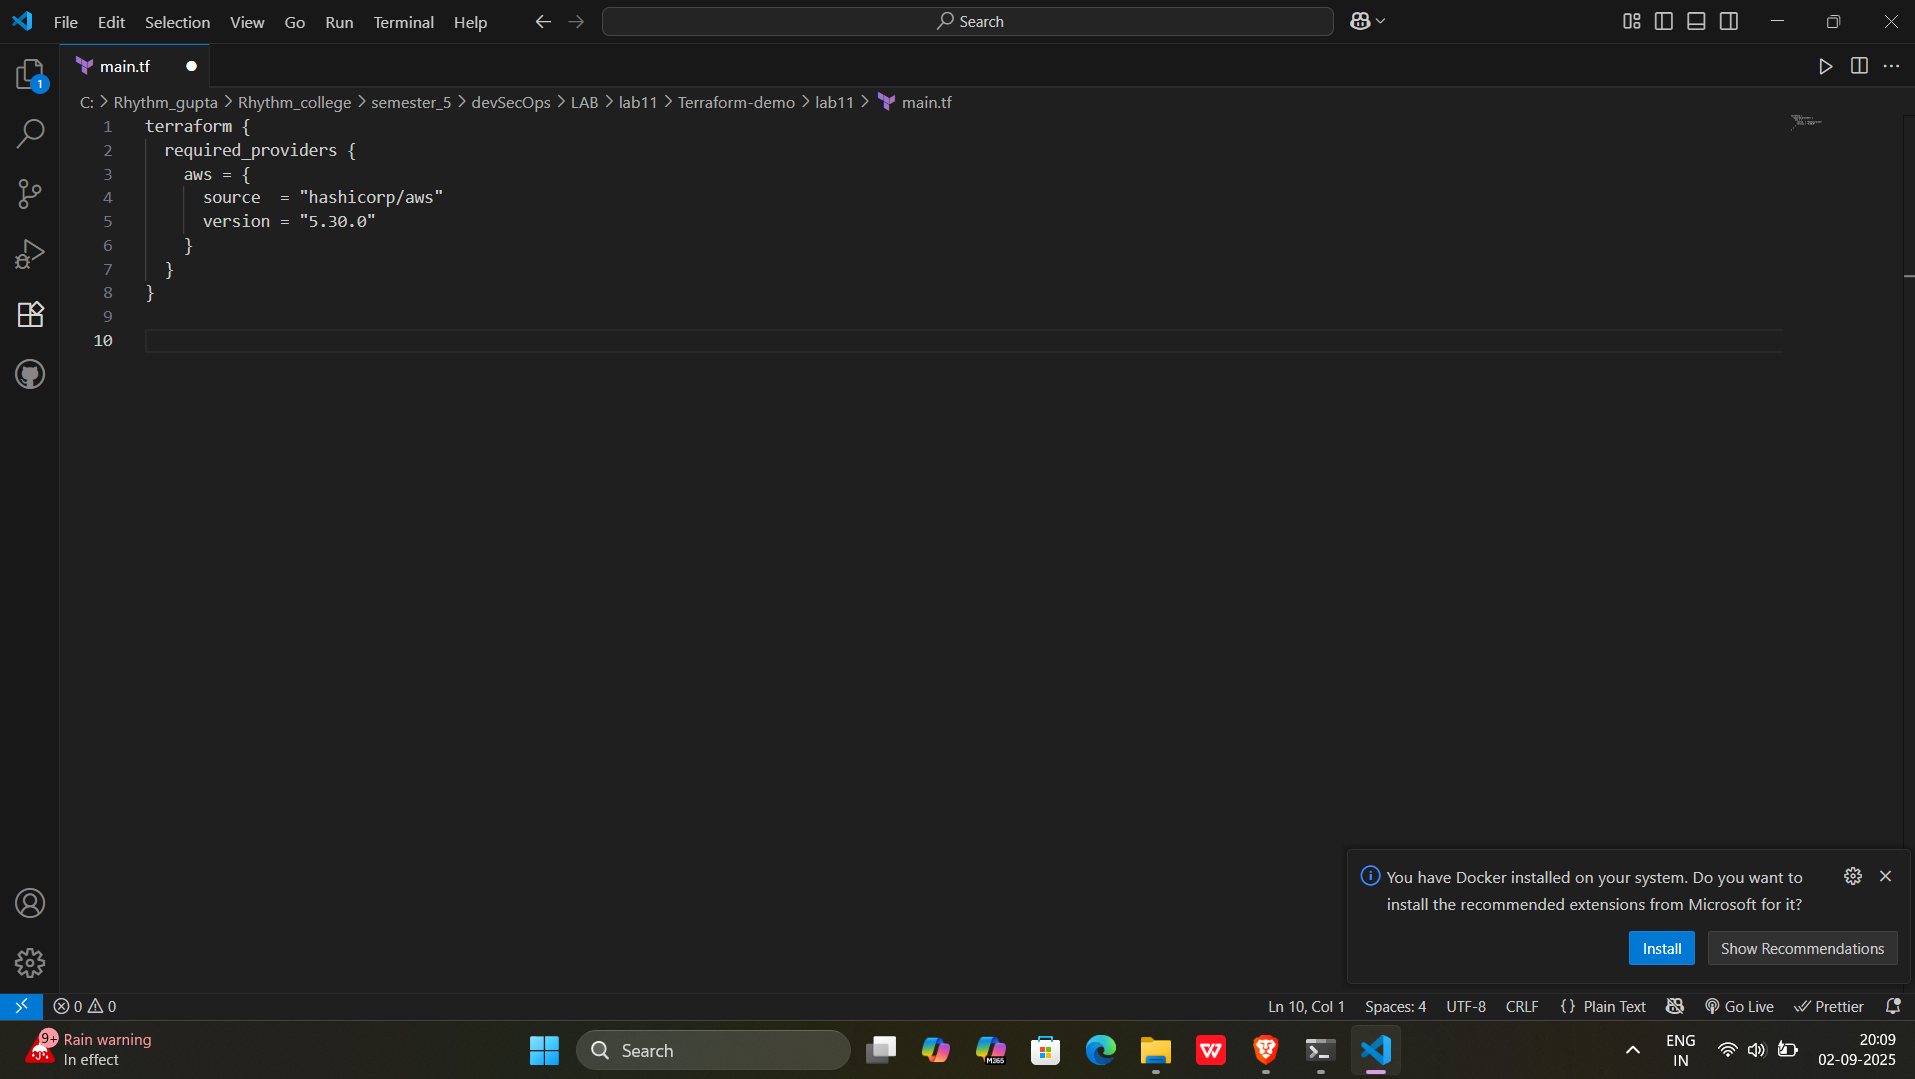 File Edit Selection View Go Run Terminal Help
Search
main.tf
1
C: > Rhythm_gupta > Rhythm_college > semester_5 > devSecOps > LAB > lab11 > Terraform-demo > lab11 > main.tf
1 terraform {
2 required_providers {
3 aws = {
4 source  = "hashicorp/aws"
5 version = "5.30.0"
6 }
7 }
8 }
9
10
You have Docker installed on your system. Do you want to
install the recommended extensions from Microsoft for it?
Install
Show Recommendations
0 0
Ln 10, Col 1
Spaces: 4
UTF-8
CRLF
{ } Plain Text
Go Live
Prettier
9+
Rain warning
In effect
Search
M365
W
ENG
IN
20:09
02-09-2025